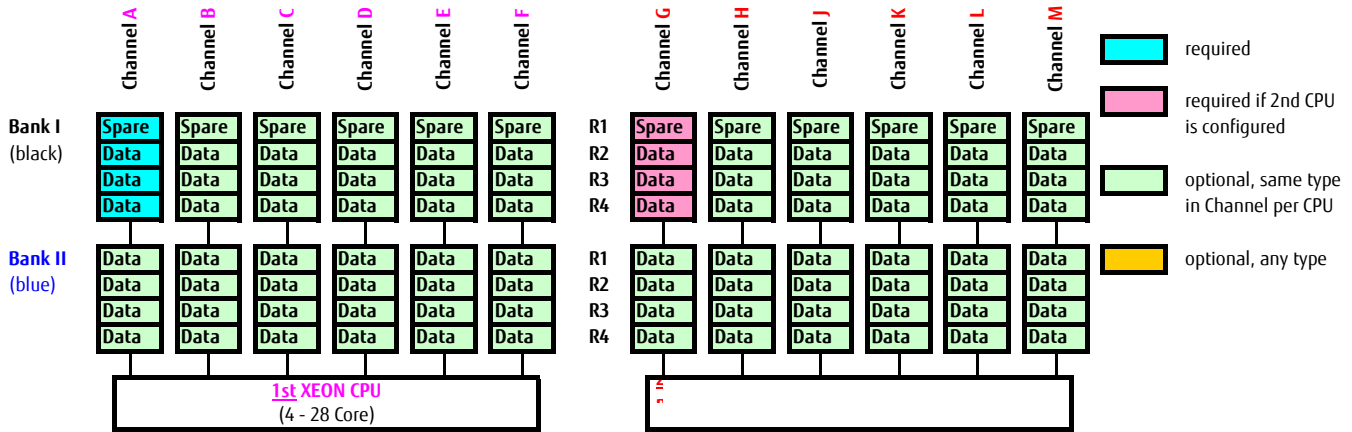 Channel A Channel B Channel C Channel D Channel E Channel F Channel G Channel H Channel J Channel K Channel L Channel M
required
required if 2nd CPU
is configured
optional, same type
in Channel per CPU
optional, any type
Bank I Spare Spare Spare Spare Spare Spare R1 Spare Spare Spare Spare Spare Spare
(black) Data Data Data Data Data Data R2 Data Data Data Data Data Data
Data Data Data Data Data Data R3 Data Data Data Data Data Data
Data Data Data Data Data Data R4 Data Data Data Data Data Data
Bank II Data Data Data Data Data Data R1 Data Data Data Data Data Data
(blue) Data Data Data Data Data Data R2 Data Data Data Data Data Data
Data Data Data Data Data Data R3 Data Data Data Data Data Data
Data Data Data Data Data Data R4 Data Data Data Data Data Data
1st XEON CPU
(4 - 28 Core)